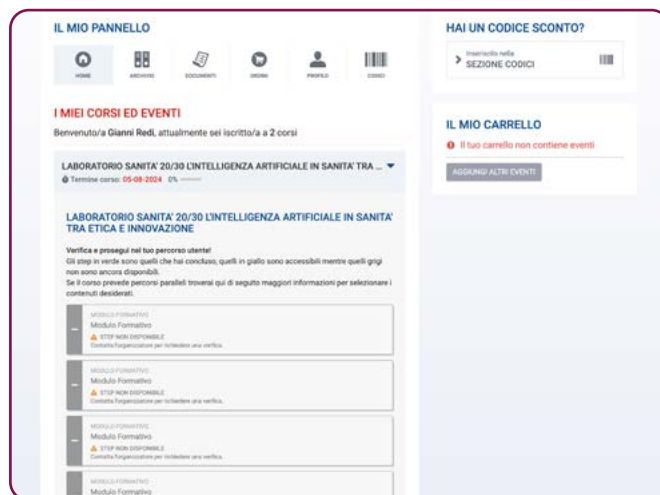 IL MIO PANNELLO
HOME
ARCHIVIO
DOCUMENTI
ORDINI
PROFILO
CODICI
I MIEI CORSI ED EVENTI
Benvenuto/a Gianni Redi, attualmente sei iscritto/a a 2 corsi
LABORATORIO SANITA' 20/30 L'INTELLIGENZA ARTIFICIALE IN SANITA' TRA ...
Termine corso: 05-08-2024 0%
LABORATORIO SANITA' 20/30 L'INTELLIGENZA ARTIFICIALE IN SANITA'
TRA ETICA E INNOVAZIONE
Verifica e prosegui nel tuo percorso utente!
Gli step in verde sono quelli che hai concluso, quelli in giallo sono accessibili mentre quelli grigi
non sono ancora disponibili.
Se il corso prevede percorsi paralleli troverai qui di seguito maggiori informazioni per selezionare i
contenuti desiderati.
MODULO FORMATIVO
Modulo Formativo
STEP NON DISPONIBILE
Contatta l'organizzatore per richiedere una verifica.
MODULO FORMATIVO
Modulo Formativo
STEP NON DISPONIBILE
Contatta l'organizzatore per richiedere una verifica.
MODULO FORMATIVO
Modulo Formativo
STEP NON DISPONIBILE
Contatta l'organizzatore per richiedere una verifica.
MODULO FORMATIVO
Modulo Formativo
HAI UN CODICE SCONTO?
Inseriscilo nella
SEZIONE CODICI
IL MIO CARRELLO
Il tuo carrello non contiene eventi
AGGIUNGI ALTRI EVENTI